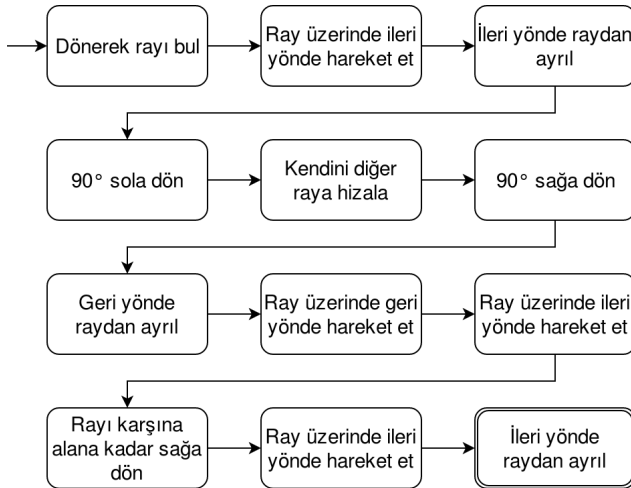 Dönerek rayı bul
Ray üzerinde ileri
yönde hareket et
İleri yönde raydan
ayrıl
90° sola dön
Kendini diğer
raya hizala
90° sağa dön
Geri yönde
raydan ayrıl
Ray üzerinde geri
yönde hareket et
Ray üzerinde ileri
yönde hareket et
Rayı karşına
alana kadar sağa
dön
Ray üzerinde ileri
yönde hareket et
İleri yönde
raydan ayrıl